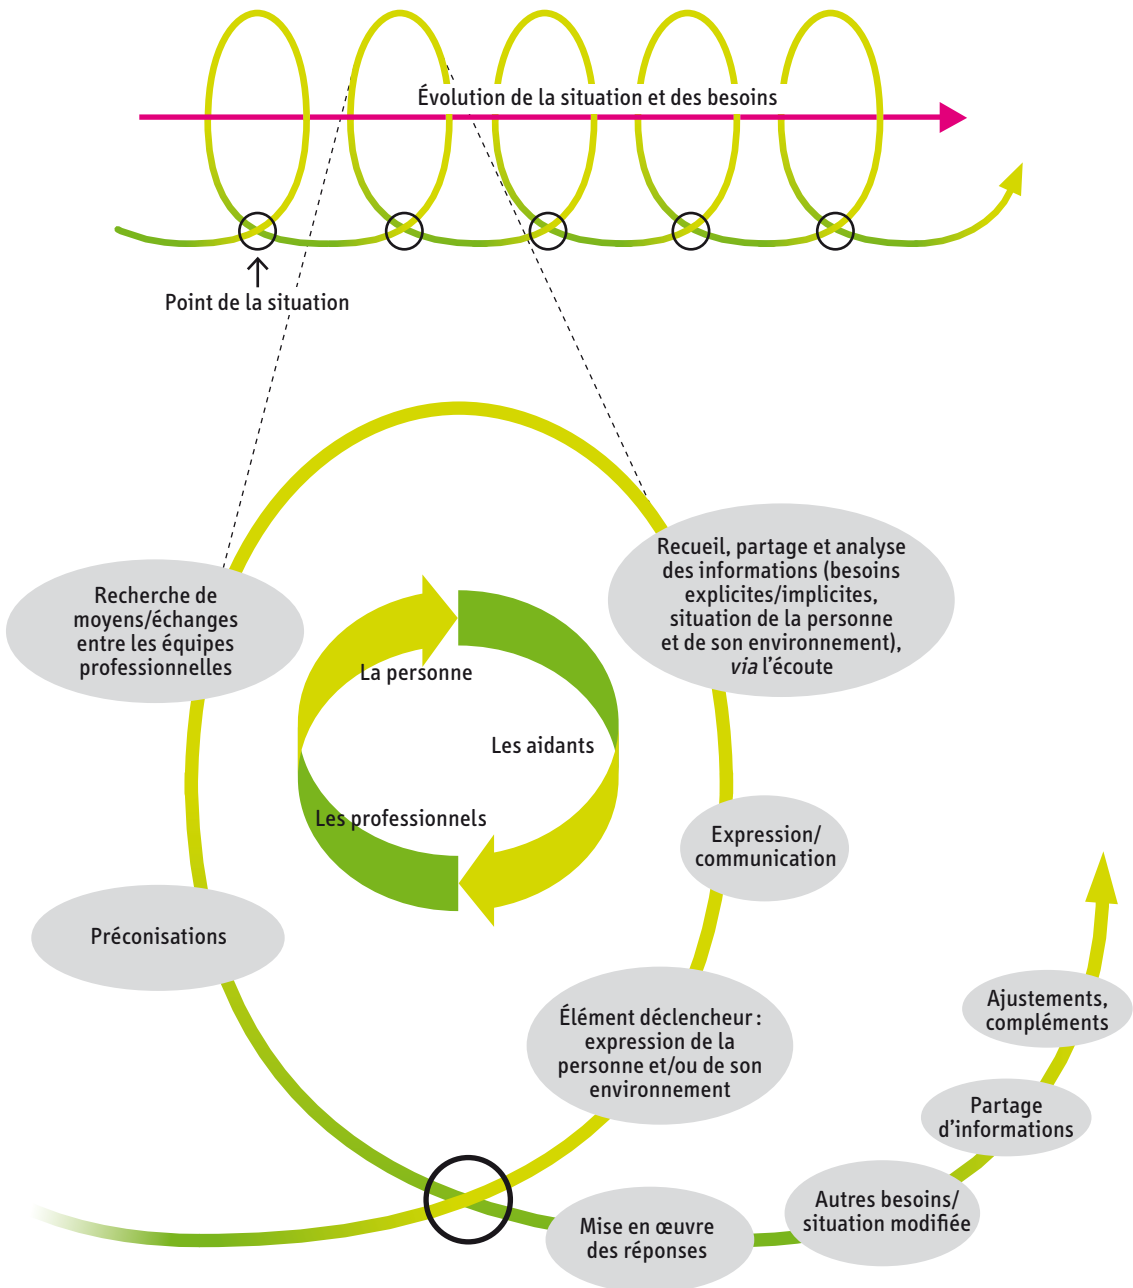 Évolution de la situation et des besoins
Point de la situation
Recherche de
moyens/échanges
entre les équipes
professionnelles
Recueil, partage et analyse
des informations (besoins
explicites/implicites,
situation de la personne
et de son environnement),
via l'écoute
La personne
Les aidants
Les professionnels
Expression/
communication
Préconisations
Élément déclencheur :
expression de la
personne et/ou de son
environnement
Ajustements,
compléments
Partage
d'informations
Autres besoins/
situation modifiée
Mise en œuvre
des réponses